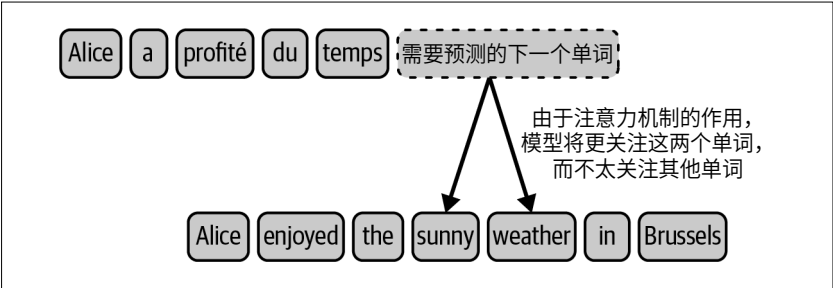 Alice a profité du temps 需要预测的下一个单词
由于注意力机制的作用，
模型将更关注这两个单词，
而不太关注其他单词
Alice enjoyed the sunny weather in Brussels